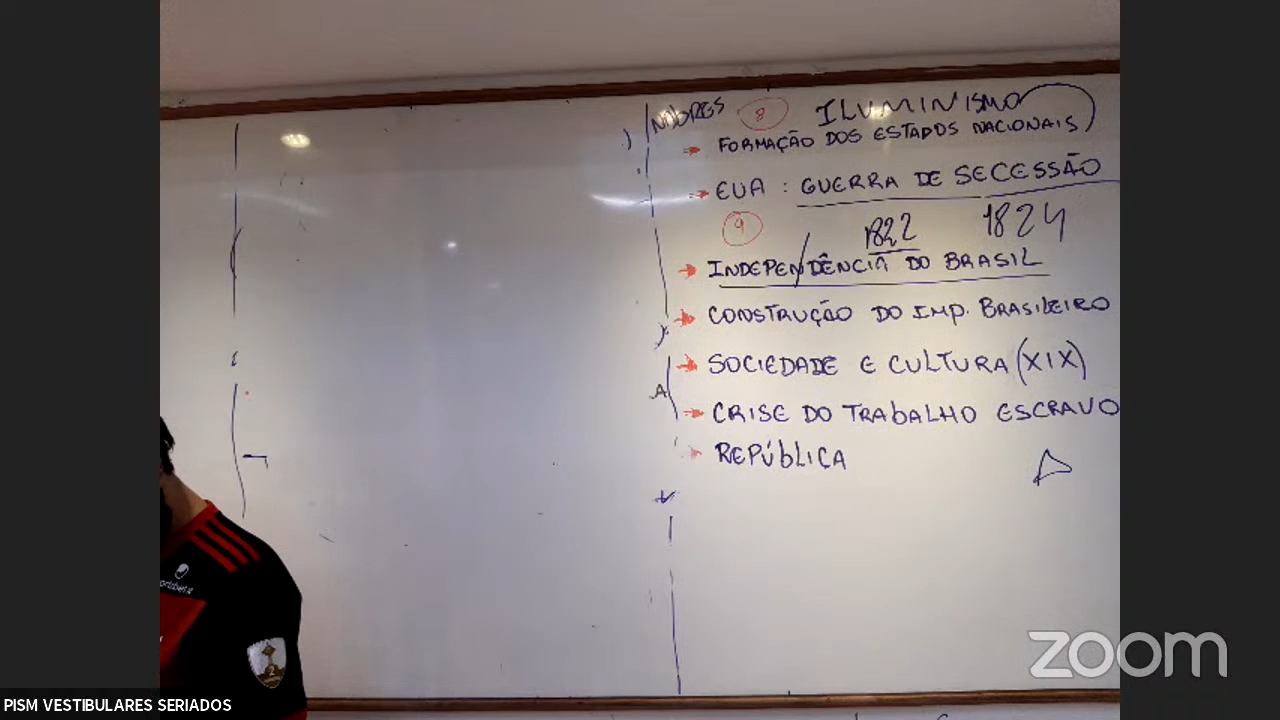 NOBRES
8 ILUMINISMO
→ FORMAÇÃO DOS ESTADOS NACIONAIS
→ EUA : GUERRA DE SECESSÃO
9 1822 1824
→ INDEPENDÊNCIA DO BRASIL
→ CONSTRUÇÃO DO IMP. BRASILEIRO
→ SOCIEDADE E CULTURA (XIX)
→ CRISE DO TRABALHO ESCRAVO
→ REPÚBLICA
zoom
PISM VESTIBULARES SERIADOS